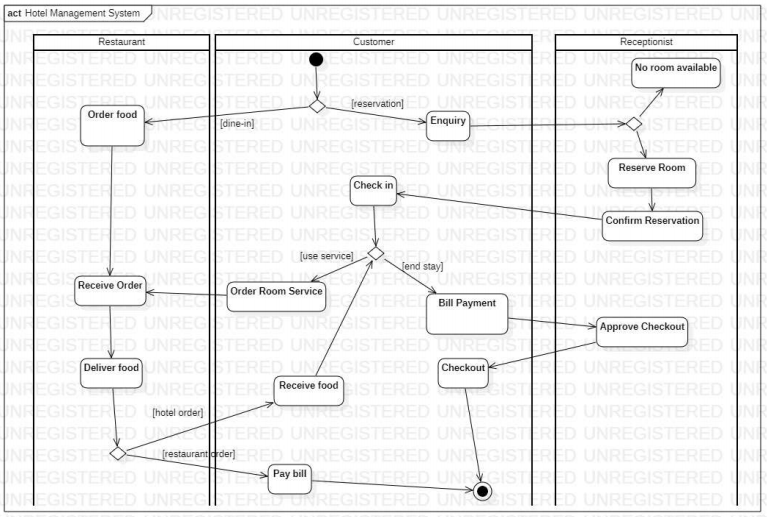 act Hotel Management System
Restaurant
Customer
Receptionist
No room available
[reservation]
Order food
[dine-in]
Enquiry
Reserve Room
Check in
Confirm Reservation
[use service]
[end stay]
Receive Order
Order Room Service
Bill Payment
Approve Checkout
Deliver food
Checkout
Receive food
[hotel order]
[restaurant order]
Pay bill
UNREGISTERED UNREGISTERED UNREGISTERED UNREGISTERED UNREGISTERED